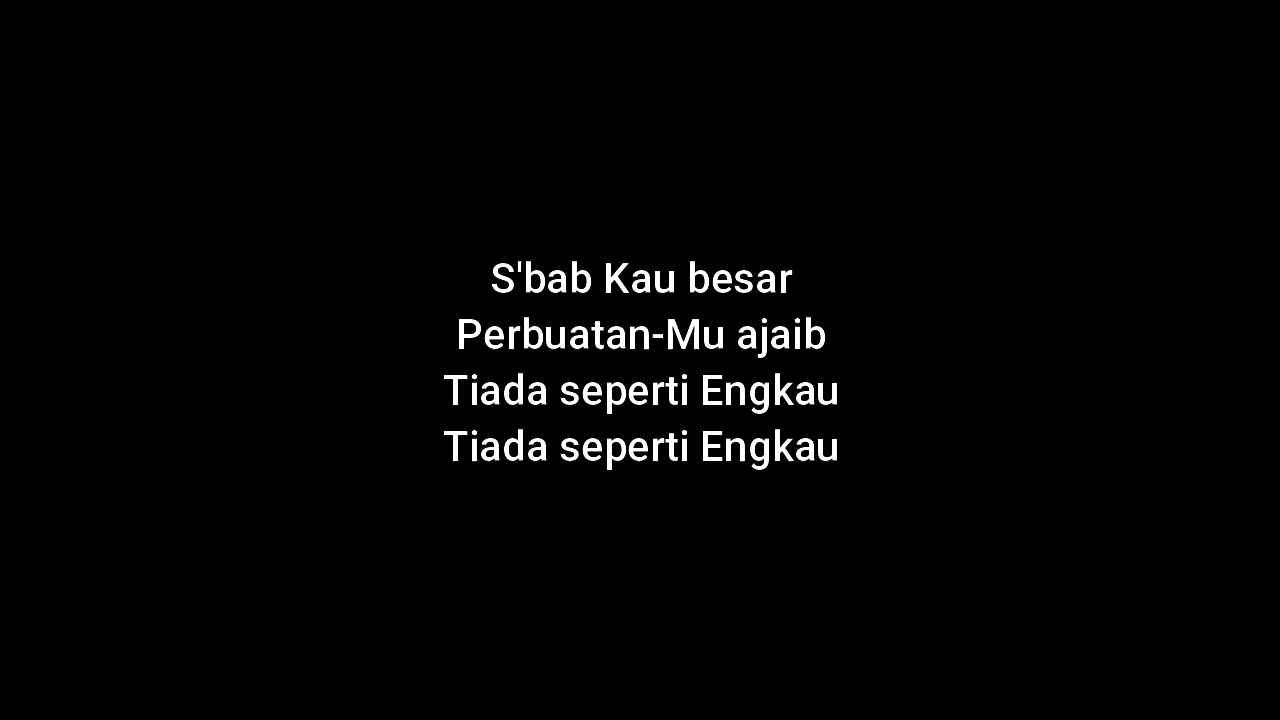 S'bab Kau besar
Perbuatan-Mu ajaib
Tiada seperti Engkau
Tiada seperti Engkau